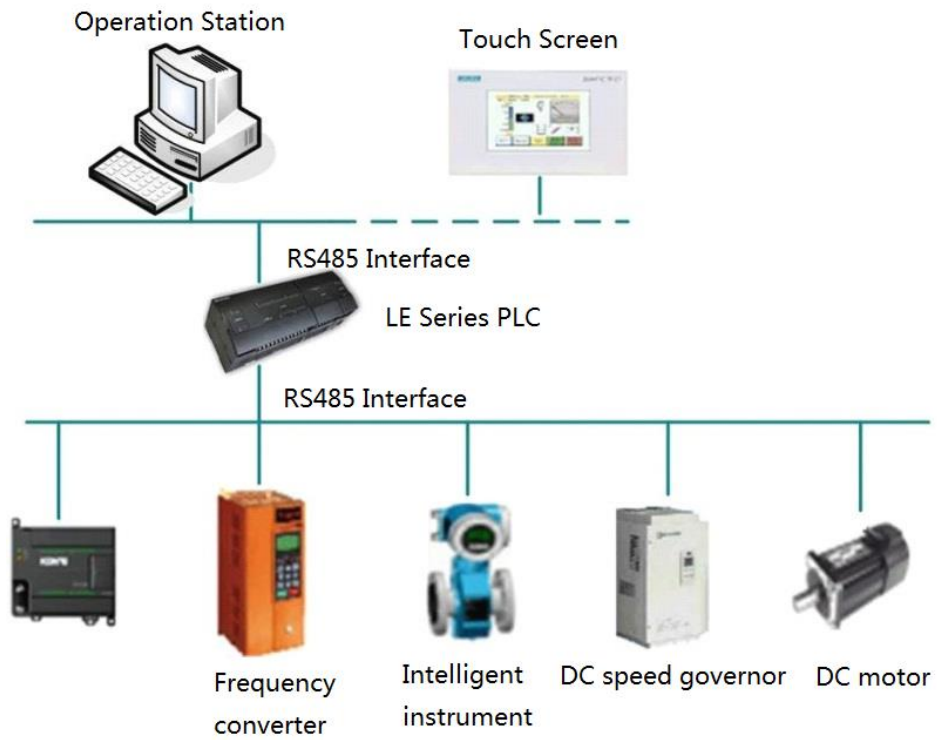 Operation Station
Touch Screen
RS485 Interface
LE Series PLC
RS485 Interface
Frequency
converter
Intelligent
instrument
DC speed governor
DC motor